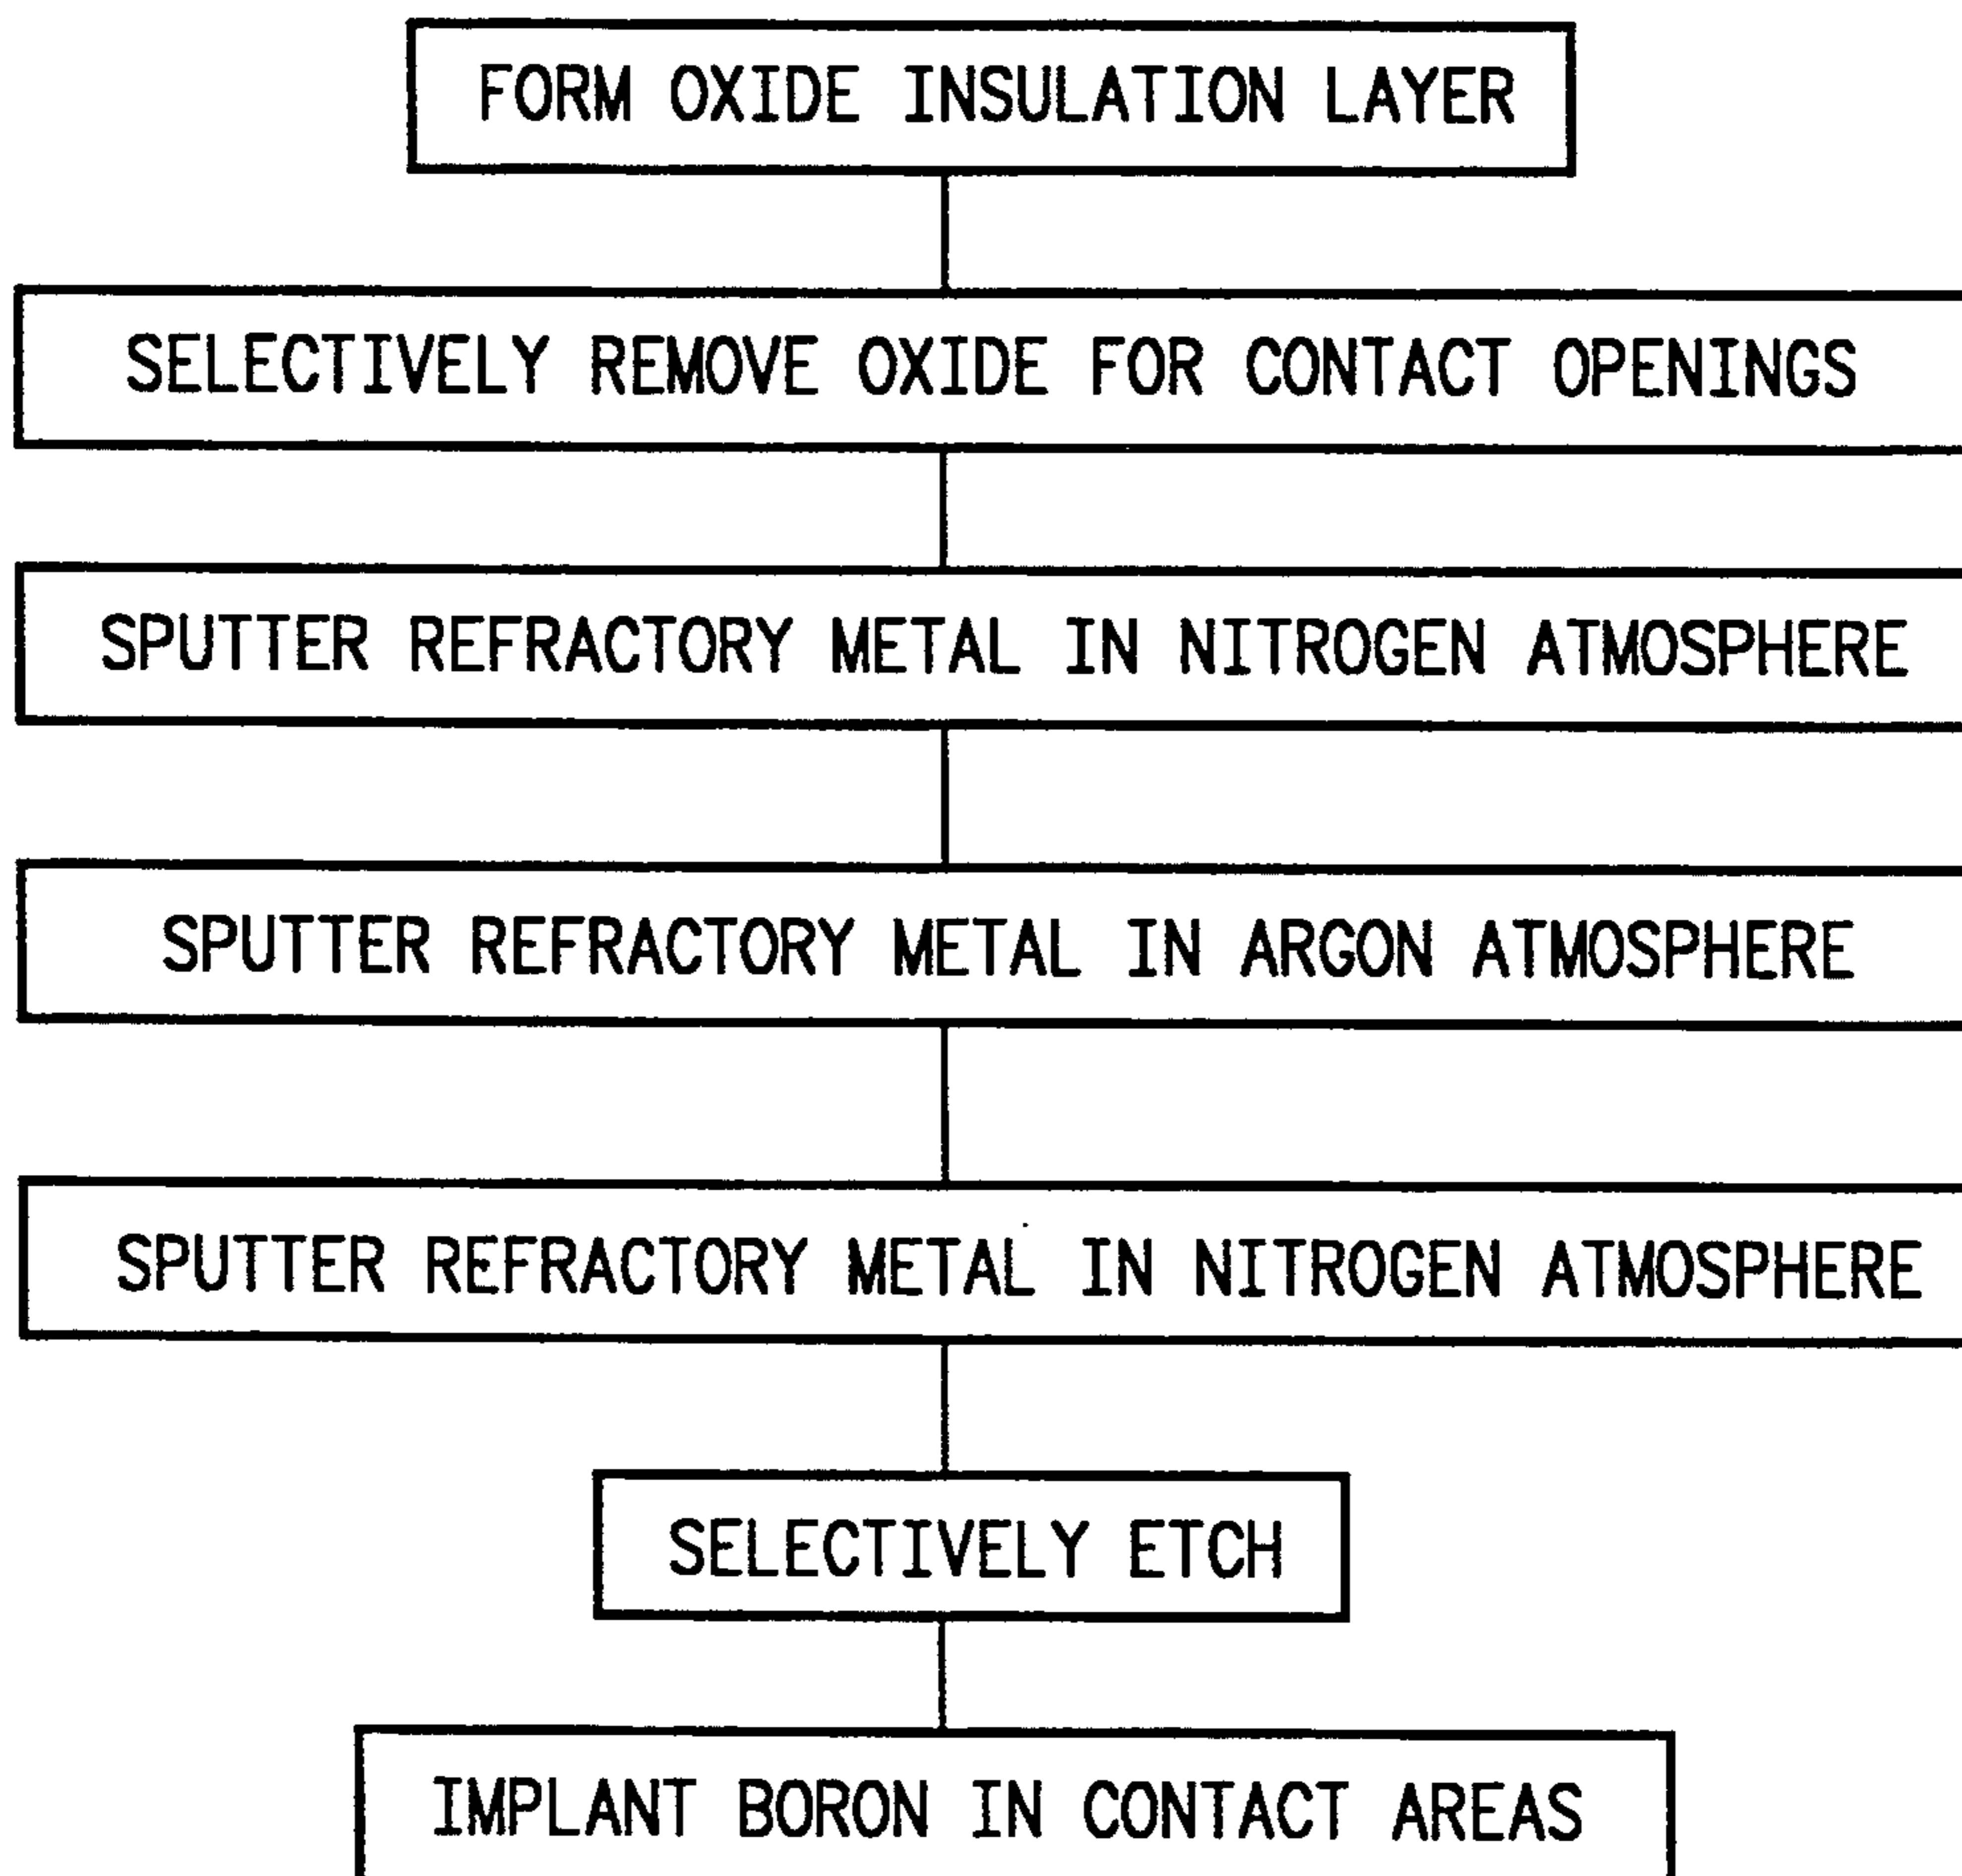 FORM OXIDE INSULATION LAYER
SELECTIVELY REMOVE OXIDE FOR CONTACT OPENINGS
SPUTTER REFRACTORY METAL IN NITROGEN ATMOSPHERE
SPUTTER REFRACTORY METAL IN ARGON ATMOSPHERE
SPUTTER REFRACTORY METAL IN NITROGEN ATMOSPHERE
SELECTIVELY ETCH
IMPLANT BORON IN CONTACT AREAS